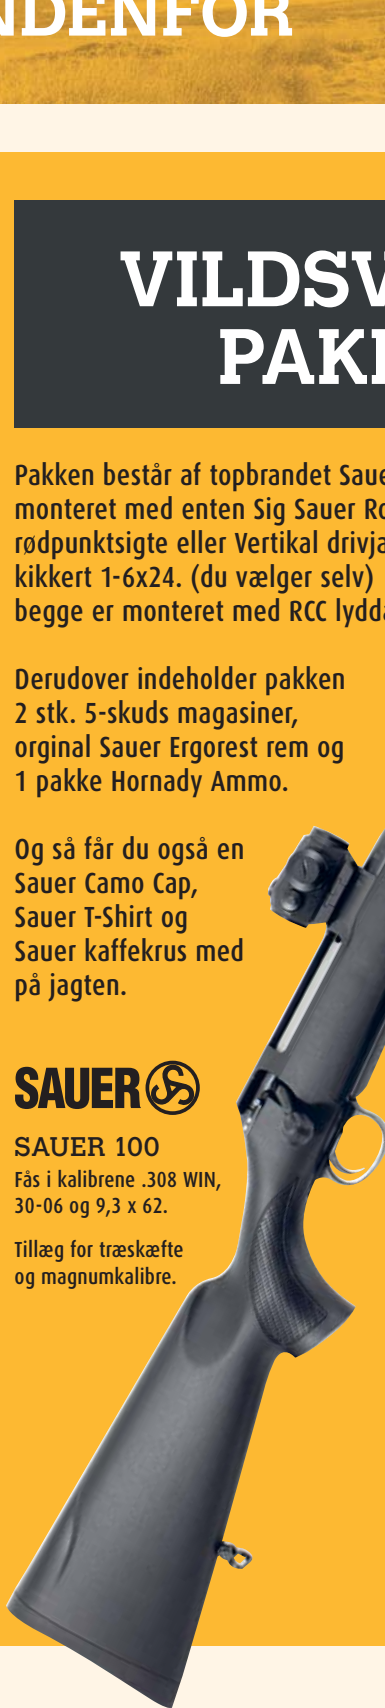 NDENFOR
VILDSV
PAK
Pakken består af topbrandet Saue
monteret med enten Sig Sauer Ro
rødpunktsigte eller Vertikal drivja
kikkert 1-6x24. (du vælger selv)
begge er monteret med RCC lydda
Derudover indeholder pakken
2 stk. 5-skuds magasiner,
orginal Sauer Ergorest rem og
1 pakke Hornady Ammo.
Og så får du også en
Sauer Camo Cap,
Sauer T-Shirt og
Sauer kaffekrus med
på jagten.
SAUER
SAUER 100
Fås i kalibrene .308 WIN,
30-06 og 9,3 x 62.
Tillæg for træskæfte
og magnumkalibre.